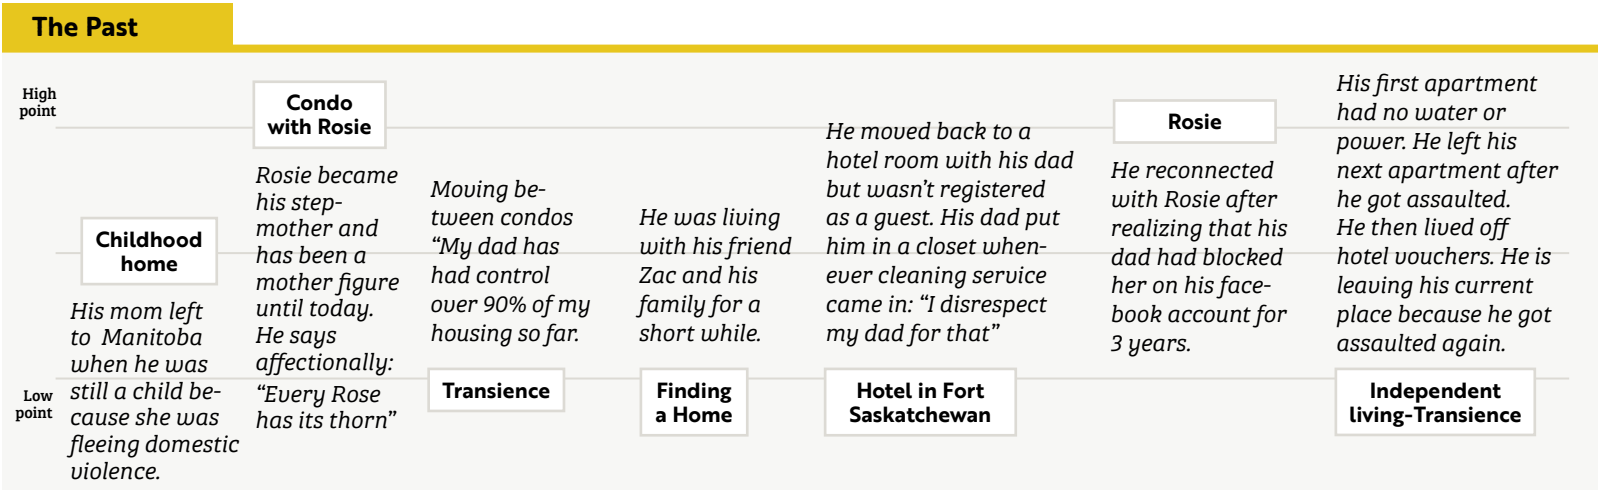 The Past
High
point
Low
point
Childhood
home
His mom left
to Manitoba
when he was
still a child be-
cause she was
fleeing domestic
violence.
Condo
with Rosie
Rosie became
his step-
mother and
has been a
mother figure
until today.
He says
affectionally:
“Every Rose
has its thorn”
Moving be-
tween condos
“My dad has
had control
over 90% of my
housing so far.
Transience
He was living
with his friend
Zac and his
family for a
short while.
Finding
a Home
He moved back to a
hotel room with his dad
but wasn’t registered
as a guest. His dad put
him in a closet when-
ever cleaning service
came in: “I disrespect
my dad for that”
Hotel in Fort
Saskatchewan
Rosie
He reconnected
with Rosie after
realizing that his
dad had blocked
her on his face-
book account for
3 years.
His first apartment
had no water or
power. He left his
next apartment after
he got assaulted.
He then lived off
hotel vouchers. He is
leaving his current
place because he got
assaulted again.
Independent
living-Transience